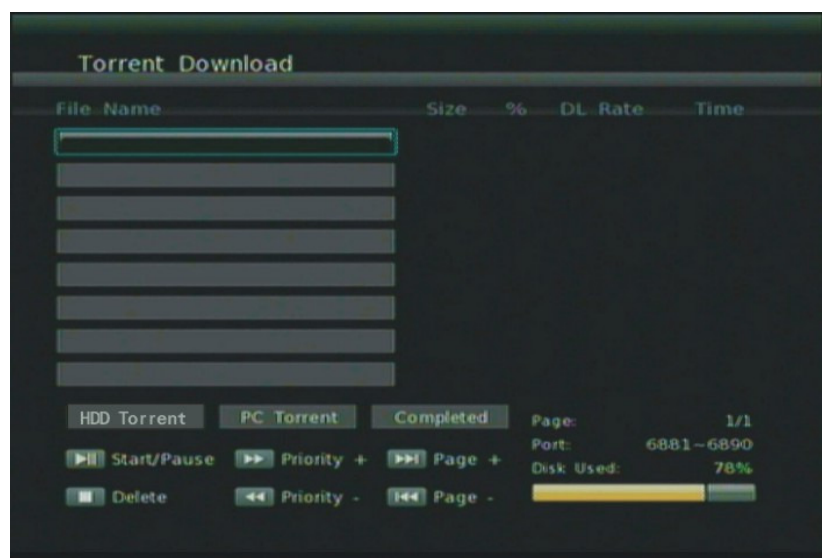 Torrent Download
File Name Size % DL Rate Time
HDD Torrent PC Torrent Completed
Page: 1/1
Start/Pause Priority + Page +
Port: 6881~6890
Disk Used: 78%
Delete Priority - Page -